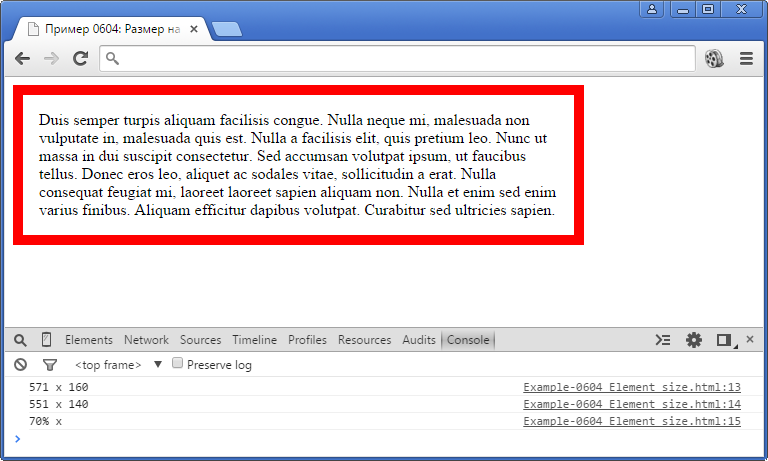 Пример 0604: Размер на
Duis semper turpis aliquam facilisis congue. Nulla neque mi, malesuada non
vulputate in, malesuada quis est. Nulla a facilisis elit, quis pretium leo. Nunc ut
massa in dui suscipit consectetur. Sed accumsan volutpat ipsum, ut faucibus
tellus. Donec eros leo, aliquet ac sodales vitae, sollicitudin a erat. Nulla
consequat feugiat mi, laoreet laoreet sapien aliquam non. Nulla et enim sed enim
varius finibus. Aliquam efficitur dapibus volutpat. Curabitur sed ultricies sapien.
Elements Network Sources Timeline Profiles Resources Audits Console
<top frame> Preserve log
571 x 160 Example-0604 Element size.html:13
551 x 140 Example-0604 Element size.html:14
70% x Example-0604 Element size.html:15